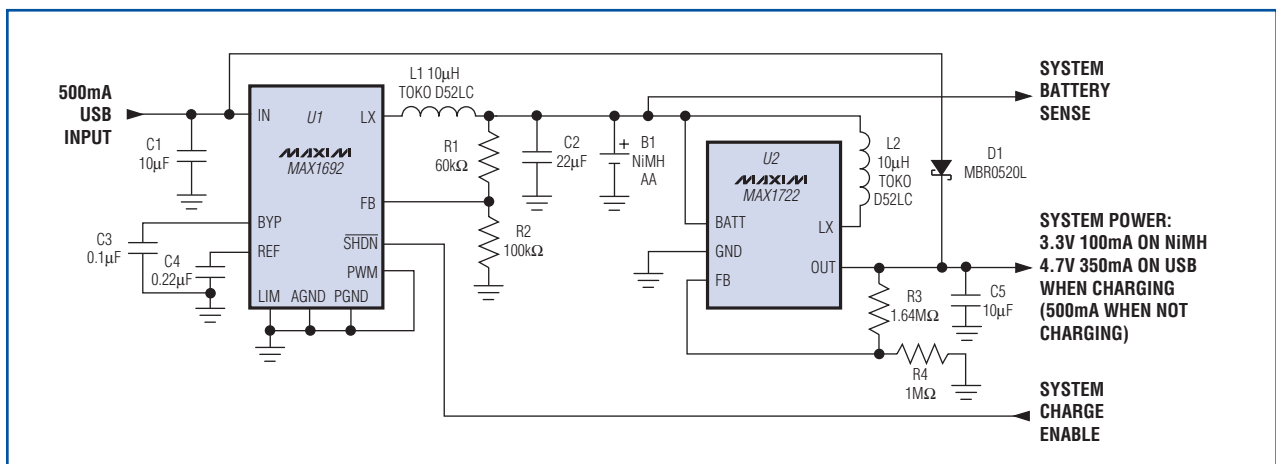 500mA
USB
INPUT
C1
10µF
IN
U1
LX
MAXIM
MAX1692
FB
BYP
REF
SHDN
PWM
LIM AGND PGND
C3
0.1µF
C4
0.22µF
L1 10µH
TOKO D52LC
R1
60kΩ
R2
100kΩ
C2
22µF
+
B1
NiMH
AA
U2
MAXIM
MAX1722
BATT
GND
FB
LX
OUT
L2
10µH
TOKO
D52LC
D1
MBR0520L
R3
1.64MΩ
R4
1MΩ
C5
10µF
SYSTEM
BATTERY
SENSE
SYSTEM POWER:
3.3V 100mA ON NiMH
4.7V 350mA ON USB
WHEN CHARGING
(500mA WHEN NOT
CHARGING)
SYSTEM
CHARGE
ENABLE